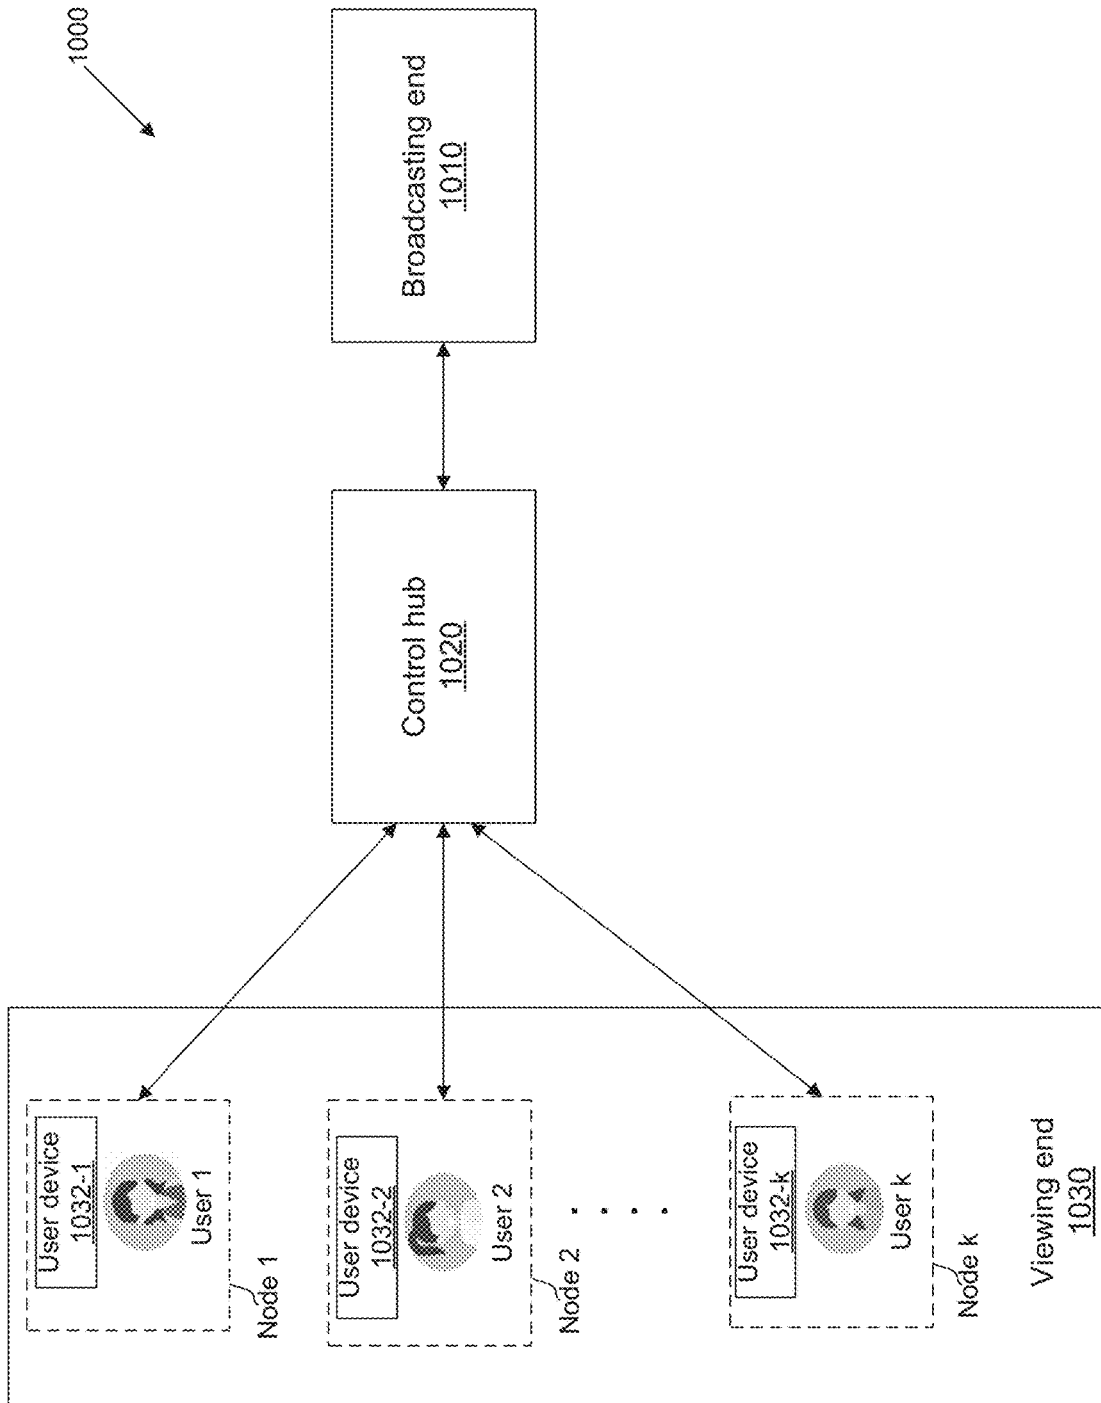 1000
Broadcasting end
1010
Control hub
1020
User device
1032-1
User 1
Node 1
User device
1032-2
User 2
Node 2
User device
1032-k
User k
Node k
Viewing end
1030